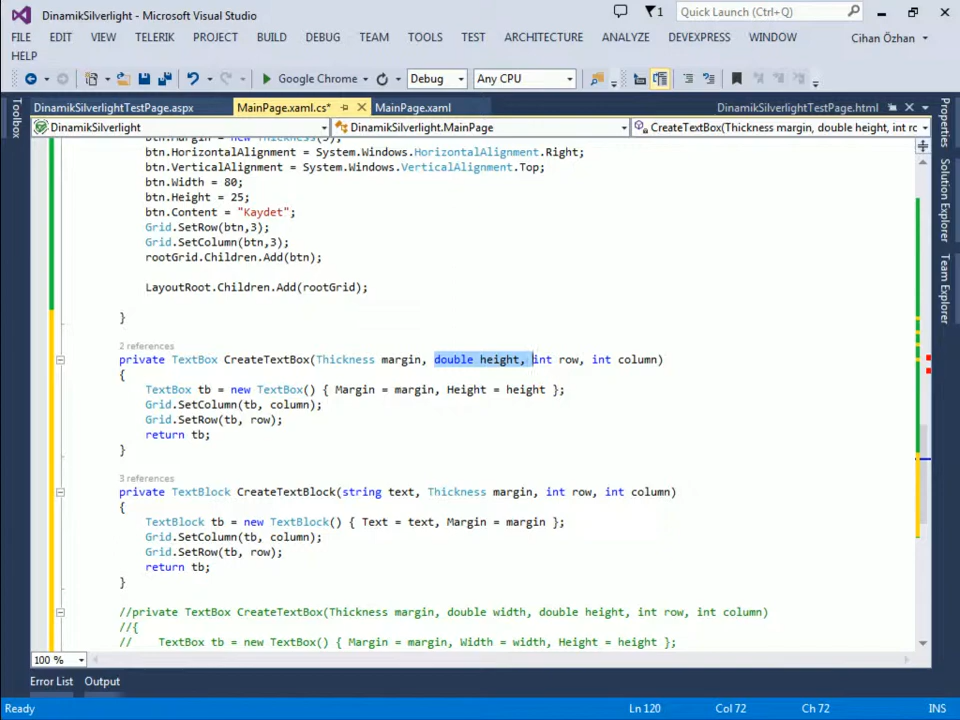 DinamikSilverlight - Microsoft Visual Studio
1
Quick Launch (Ctrl+Q)
FILE EDIT VIEW TELERIK PROJECT BUILD DEBUG TEAM TOOLS TEST ARCHITECTURE ANALYZE DEVEXPRESS WINDOW
Cihan Özhan
HELP
Google Chrome Debug Any CPU
DinamikSilverlightTestPage.aspx MainPage.xaml.cs* MainPage.xaml DinamikSilverlightTestPage.html
DinamikSilverlight DinamikSilverlight.MainPage CreateTextBox(Thickness margin, double height, int rc
Toolbox
Properties
Solution Explorer
Team Explorer
btn.Margin = new Thickness(5);
btn.HorizontalAlignment = System.Windows.HorizontalAlignment.Right;
btn.VerticalAlignment = System.Windows.VerticalAlignment.Top;
btn.Width = 80;
btn.Height = 25;
btn.Content = "Kaydet";
Grid.SetRow(btn,3);
Grid.SetColumn(btn,3);
rootGrid.Children.Add(btn);
LayoutRoot.Children.Add(rootGrid);
}
2 references
private TextBox CreateTextBox(Thickness margin, double height, int row, int column)
{
TextBox tb = new TextBox() { Margin = margin, Height = height };
Grid.SetColumn(tb, column);
Grid.SetRow(tb, row);
return tb;
}
3 references
private TextBlock CreateTextBlock(string text, Thickness margin, int row, int column)
{
TextBlock tb = new TextBlock() { Text = text, Margin = margin };
Grid.SetColumn(tb, column);
Grid.SetRow(tb, row);
return tb;
}
//private TextBox CreateTextBox(Thickness margin, double width, double height, int row, int column)
//{
// TextBox tb = new TextBox() { Margin = margin, Width = width, Height = height };
100 %
Error List Output
Ready Ln 120 Col 72 Ch 72 INS